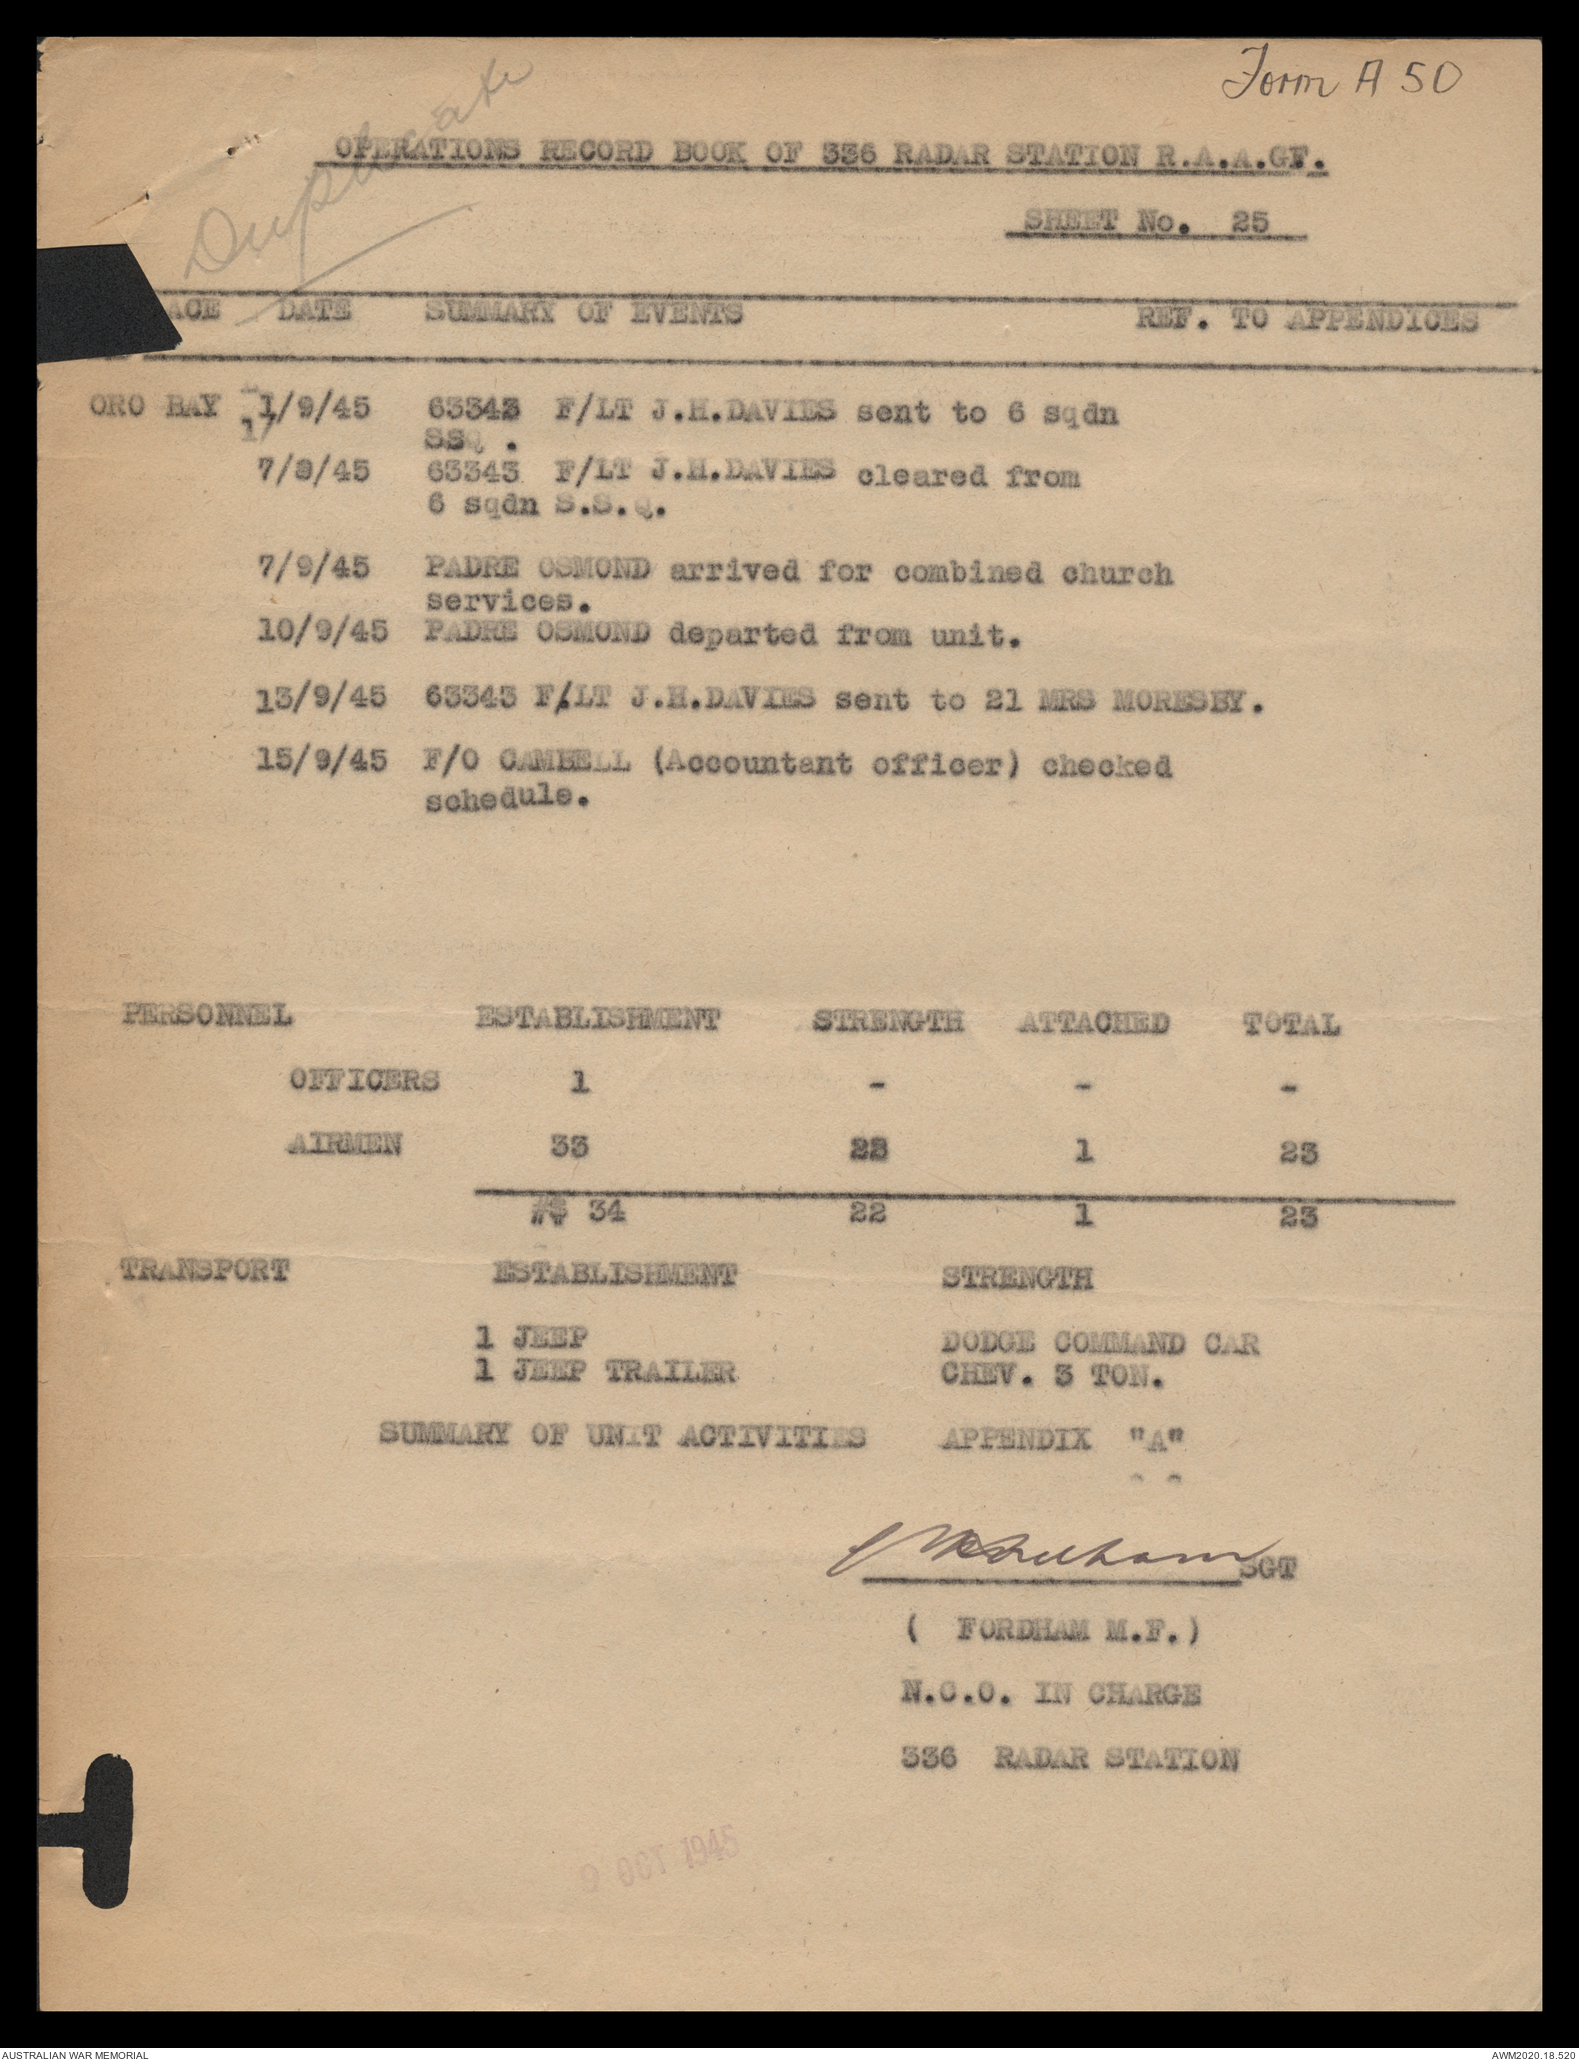 Form A 50
Duplicate
OPERATIONS RECORD BOOK OF 336 RADAR STATION R.A.A.GF.
SHEET No. 25
ACE DATE SUMMARY OF EVENTS REF. TO APPENDICES
ORO BAY 1/9/45 63343 F/LT J.H.DAVIES sent to 6 sqdn
SSQ .
7/9/45 63343 F/LT J.H.DAVIES cleared from
6 sqdn S.S.Q.
7/9/45 PADRE OSMOND arrived for combined church
services.
10/9/45 PADRE OSMOND departed from unit.
13/9/45 63343 F/LT J.H.DAVIES sent to 21 MRS MORESBY.
15/9/45 F/O CAMBELL (Accountant officer) checked
schedule.
PERSONNEL ESTABLISHMENT STRENGTH ATTACHED TOTAL
OFFICERS 1 - - -
AIRMEN 33 22 1 23
34 22 1 23
TRANSPORT ESTABLISHMENT STRENGTH
1 JEEP DODGE COMMAND CAR
1 JEEP TRAILER CHEV. 3 TON.
SUMMARY OF UNIT ACTIVITIES APPENDIX "A"
SGT
( FORDHAM M.F.)
N.C.O. IN CHARGE
336 RADAR STATION
9 OCT 1945
AUSTRALIAN WAR MEMORIAL AWM2020.18.520